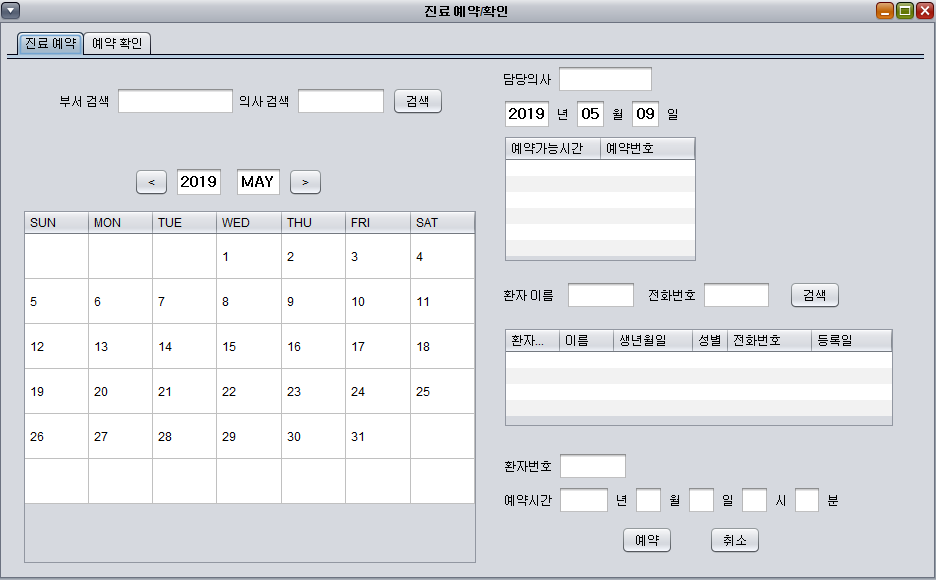 진료 예약/확인
진료 예약 예약 확인
부서 검색 의사 검색 검색
< 2019 MAY >
SUN MON TUE WED THU FRI SAT
1 2 3 4
5 6 7 8 9 10 11
12 13 14 15 16 17 18
19 20 21 22 23 24 25
26 27 28 29 30 31
담당의사
2019 년 05 월 09 일
예약가능시간 예약번호
환자 이름 전화번호 검색
환자... 이름 생년월일 성별 전화번호 등록일
환자번호
예약시간 년 월 일 시 분
예약 취소